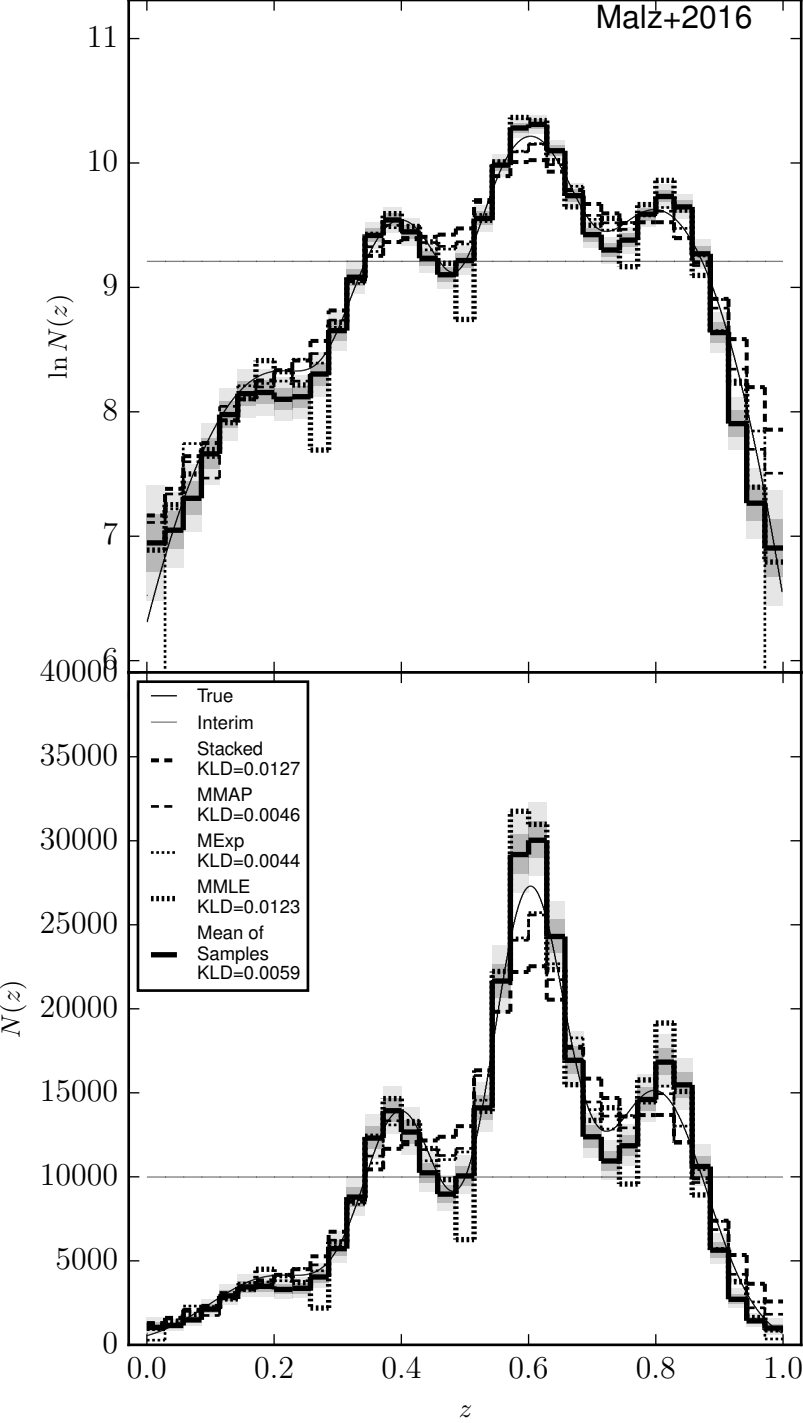 Malz+2016
11
10
9
8
7
6
ln N(z)
40000
35000
30000
25000
20000
15000
10000
5000
0
N(z)
True
Interim
Stacked
KLD=0.0127
MMAP
KLD=0.0046
MExp
KLD=0.0044
MMLE
KLD=0.0123
Mean of
Samples
KLD=0.0059
0.0 0.2 0.4 0.6 0.8 1.0
z